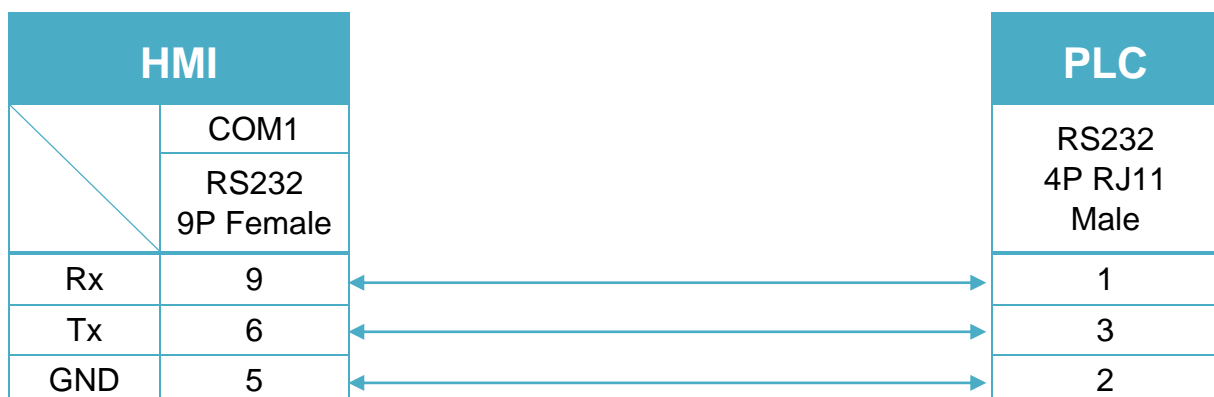 HMI
PLC
COM1
RS232
9P Female
RS232
4P RJ11
Male
Rx 9 1
Tx 6 3
GND 5 2